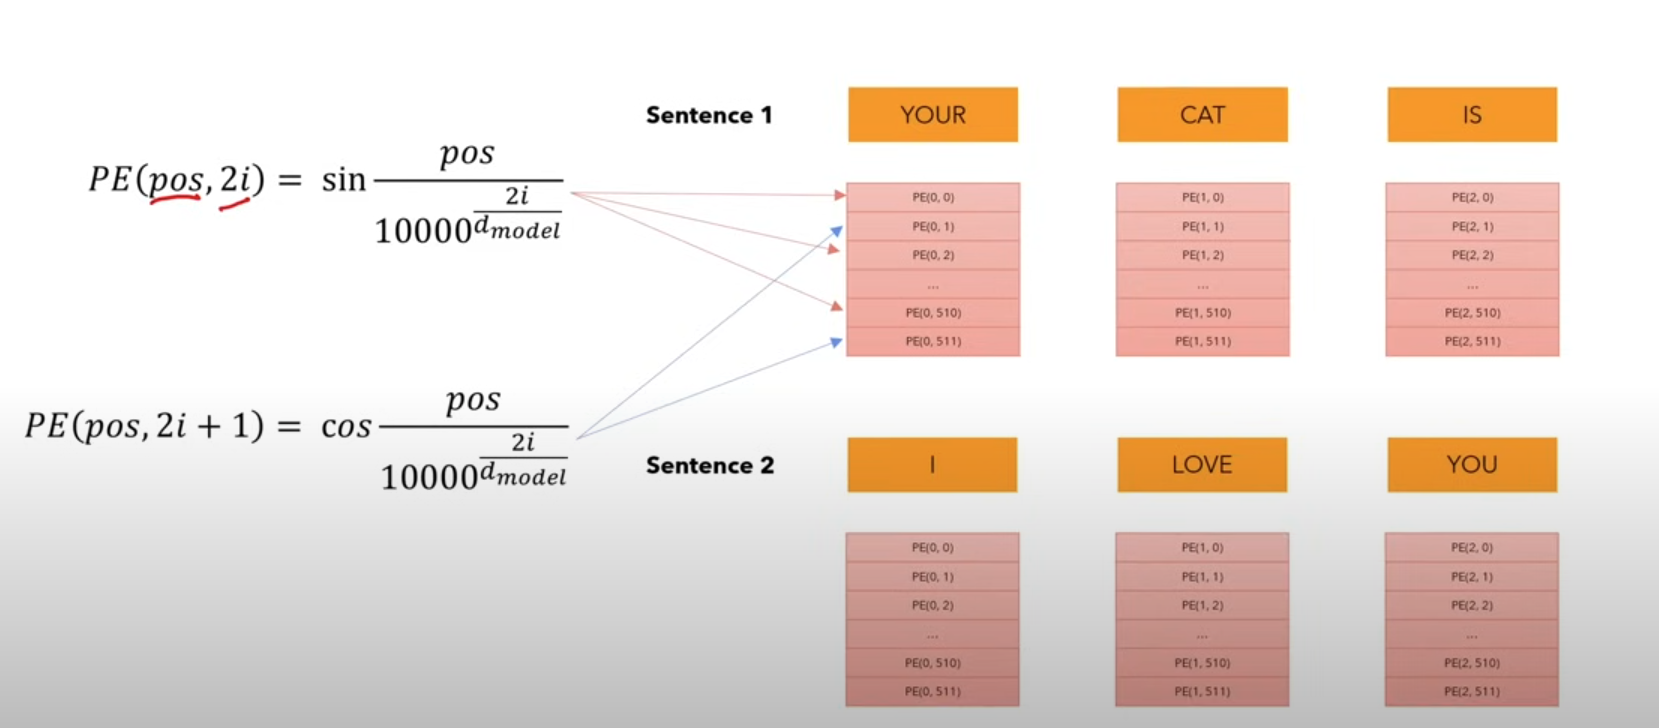 Sentence 1
YOUR CAT IS
PE(pos, 2i) = sin pos / 10000^(2i/d_model)
PE(0, 0) PE(1, 0) PE(2, 0)
PE(0, 1) PE(1, 1) PE(2, 1)
PE(0, 2) PE(1, 2) PE(2, 2)
... ... ...
PE(0, 510) PE(1, 510) PE(2, 510)
PE(0, 511) PE(1, 511) PE(2, 511)
PE(pos, 2i + 1) = cos pos / 10000^(2i/d_model)
Sentence 2
I LOVE YOU
PE(0, 0) PE(1, 0) PE(2, 0)
PE(0, 1) PE(1, 1) PE(2, 1)
PE(0, 2) PE(1, 2) PE(2, 2)
... ... ...
PE(0, 510) PE(1, 510) PE(2, 510)
PE(0, 511) PE(1, 511) PE(2, 511)